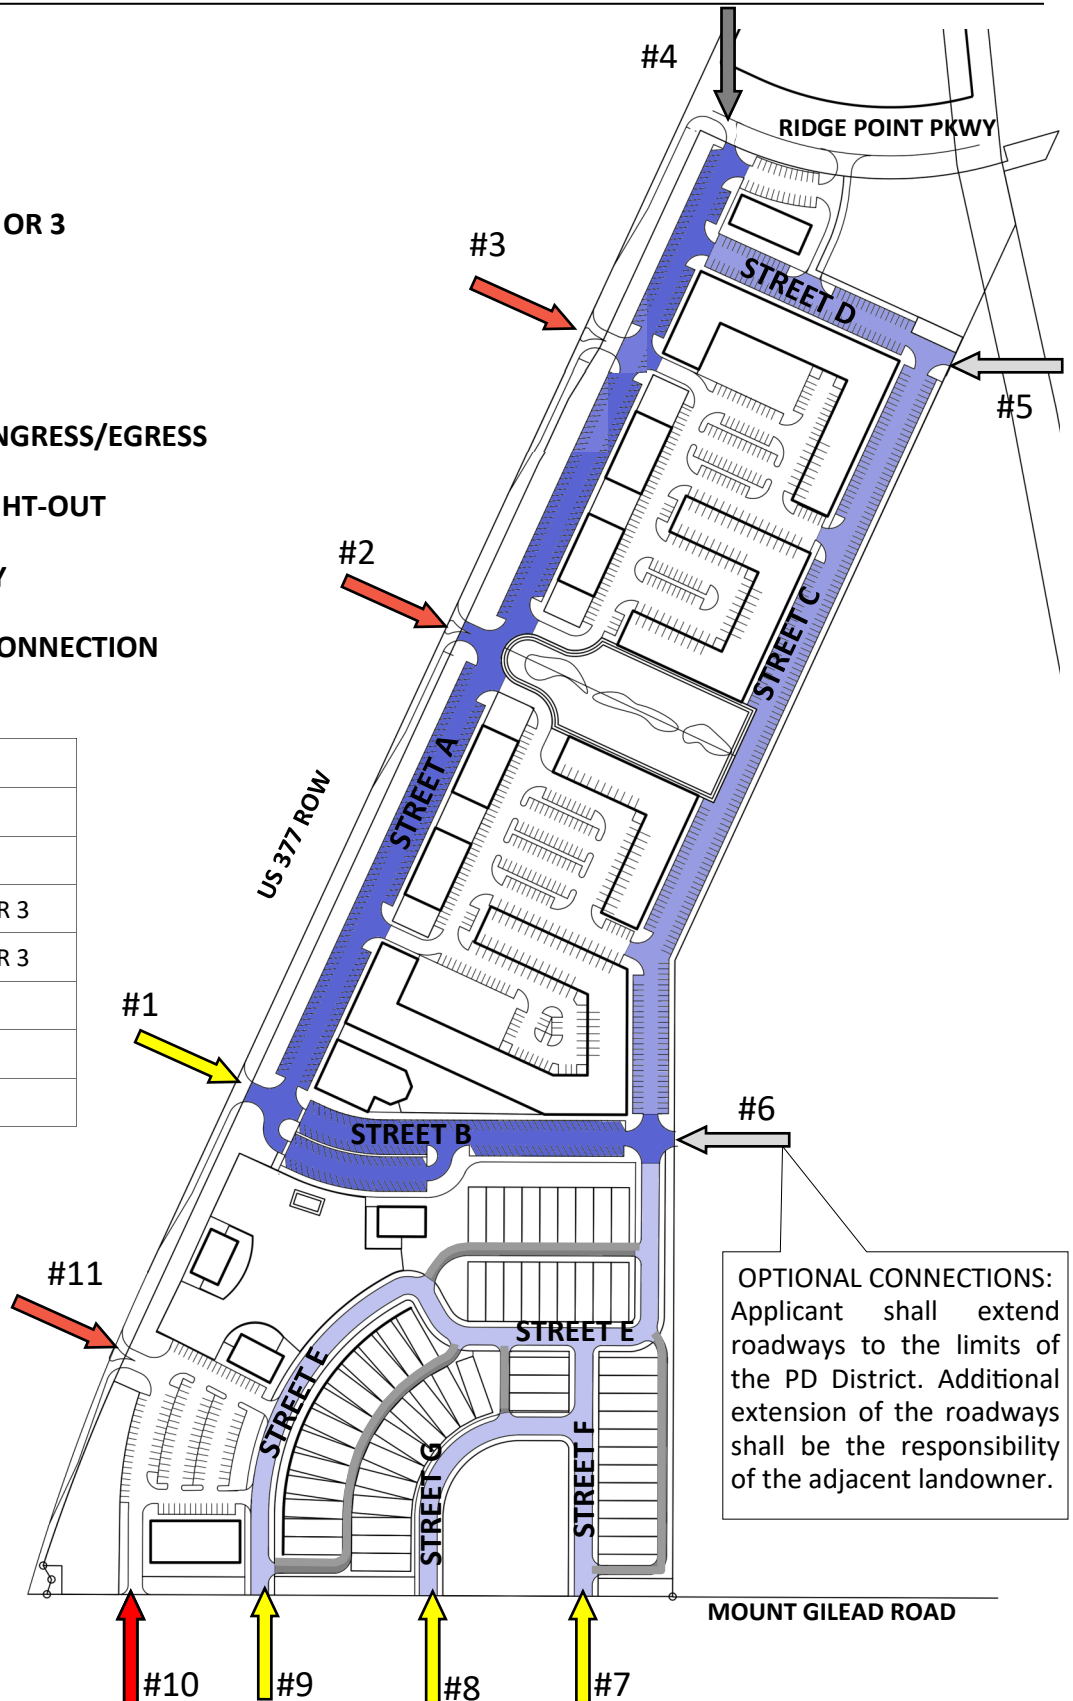 #4
RIDGE POINT PKWY
OR 3
#3
STREET D
#5
NGRESS/EGRESS
HT-OUT
#2
Y
STREET C
ONNECTION
STREET A
US 377 ROW
R 3
R 3
#1
#6
STREET B
OPTIONAL CONNECTIONS:
Applicant shall extend
roadways to the limits of
the PD District. Additional
extension of the roadways
shall be the responsibility
of the adjacent landowner.
#11
STREET E
STREET E
STREET G
STREET F
MOUNT GILEAD ROAD
#10
#9
#8
#7